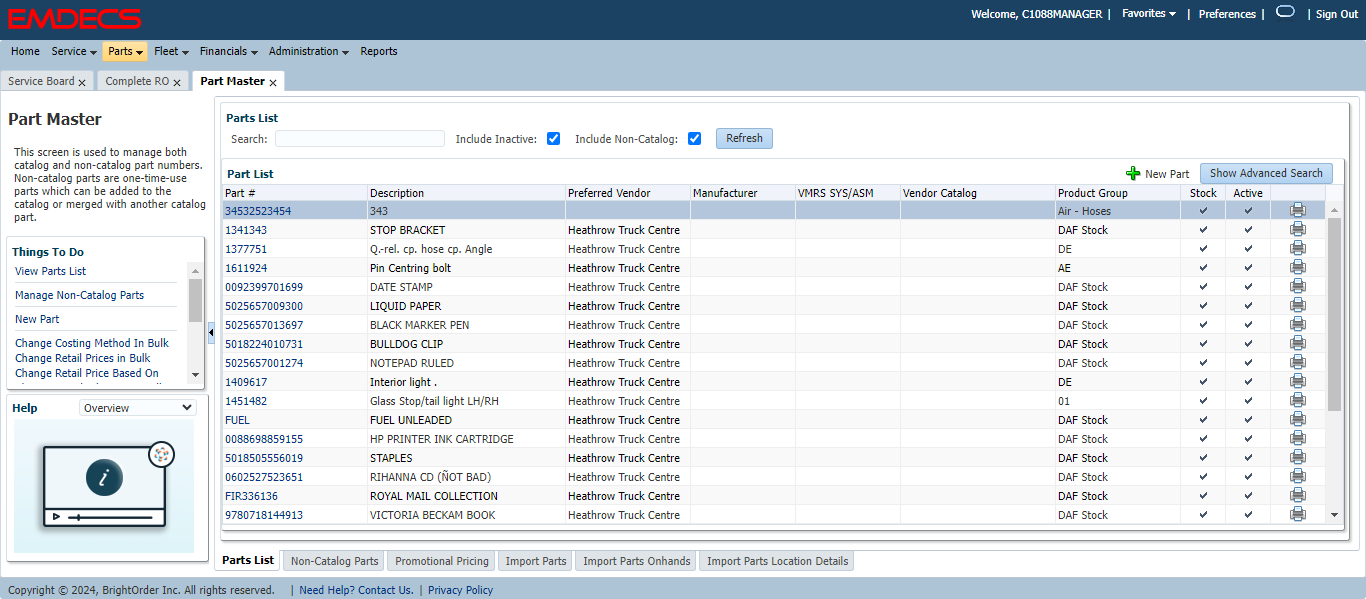 EMDECS
Welcome, C1088MANAGER | Favorites | Preferences | | Sign Out
Home Service Parts Fleet Financials Administration Reports
Service Board x Complete RO x Part Master x
Part Master
This screen is used to manage both
catalog and non-catalog part numbers.
Non-catalog parts are one-time-use
parts which can be added to the
catalog or merged with another catalog
part.
Things To Do
View Parts List
Manage Non-Catalog Parts
New Part
Change Costing Method In Bulk
Change Retail Prices in Bulk
Change Retail Price Based On
Help Overview
i
Parts List
Search: Include Inactive: Include Non-Catalog: Refresh
Part List New Part Show Advanced Search
Part # Description Preferred Vendor Manufacturer VMRS SYS/ASM Vendor Catalog Product Group Stock Active
34532523454 343 Air - Hoses
1341343 STOP BRACKET Heathrow Truck Centre DAF Stock
1377751 Q.-rel. cp. hose cp. Angle Heathrow Truck Centre DE
1611924 Pin Centring bolt Heathrow Truck Centre AE
0092399701699 DATE STAMP Heathrow Truck Centre DAF Stock
5025657009300 LIQUID PAPER Heathrow Truck Centre DAF Stock
5025657013697 BLACK MARKER PEN Heathrow Truck Centre DAF Stock
5018224010731 BULLDOG CLIP Heathrow Truck Centre DAF Stock
5025657001274 NOTEPAD RULED Heathrow Truck Centre DAF Stock
1409617 Interior light . Heathrow Truck Centre DE
1451482 Glass Stop/tail light LH/RH Heathrow Truck Centre 01
FUEL FUEL UNLEADED Heathrow Truck Centre DAF Stock
0088698859155 HP PRINTER INK CARTRIDGE Heathrow Truck Centre DAF Stock
5018505556019 STAPLES Heathrow Truck Centre DAF Stock
0602527523651 RIHANNA CD (ÑOT BAD) Heathrow Truck Centre DAF Stock
FIR336136 ROYAL MAIL COLLECTION Heathrow Truck Centre DAF Stock
9780718144913 VICTORIA BECKAM BOOK Heathrow Truck Centre DAF Stock
Parts List Non-Catalog Parts Promotional Pricing Import Parts Import Parts Onhands Import Parts Location Details
Copyright © 2024, BrightOrder Inc. All rights reserved. | Need Help? Contact Us. | Privacy Policy